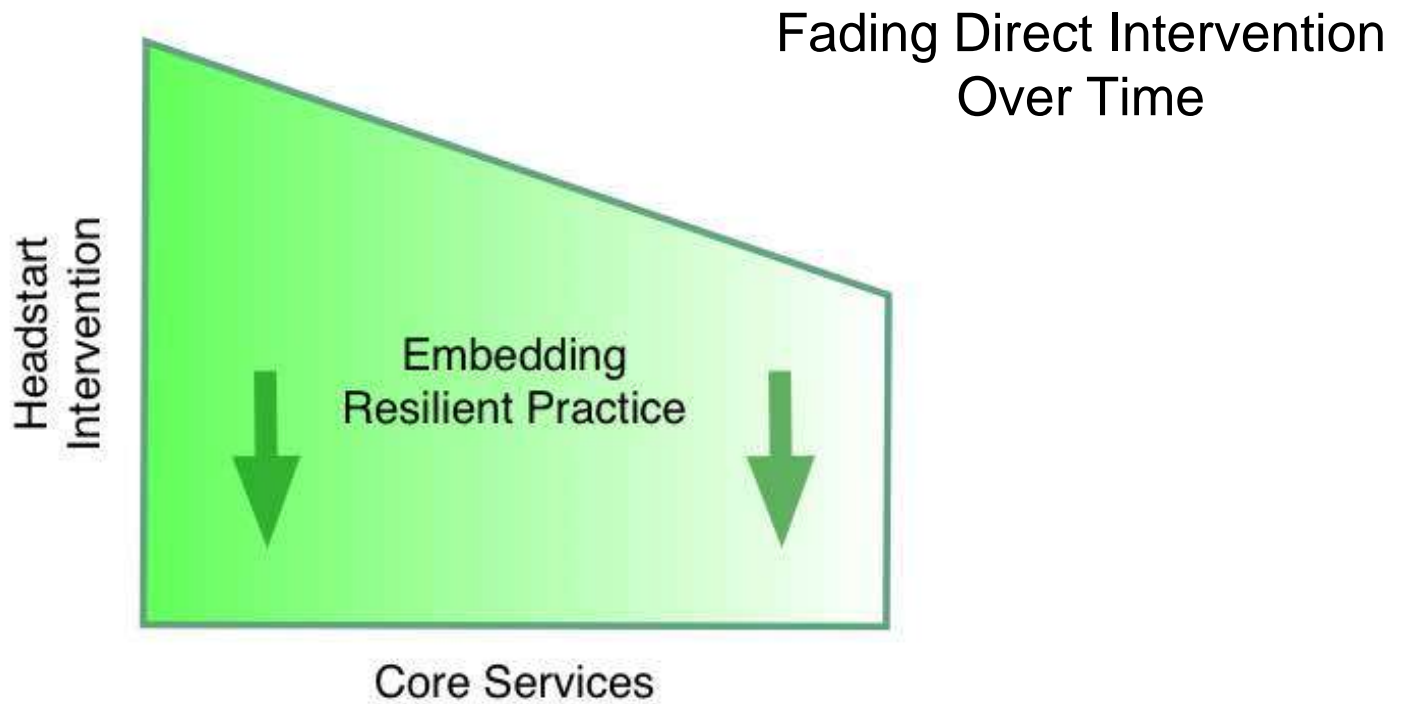 Fading Direct Intervention
Over Time
Headstart
Intervention
Embedding
Resilient Practice
Core Services